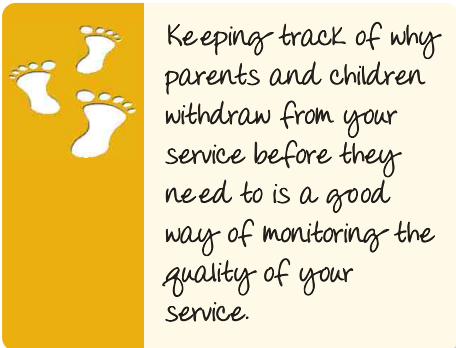 Keeping track of why
parents and children
withdraw from your
service before they
need to is a good
way of monitoring the
quality of your
service.